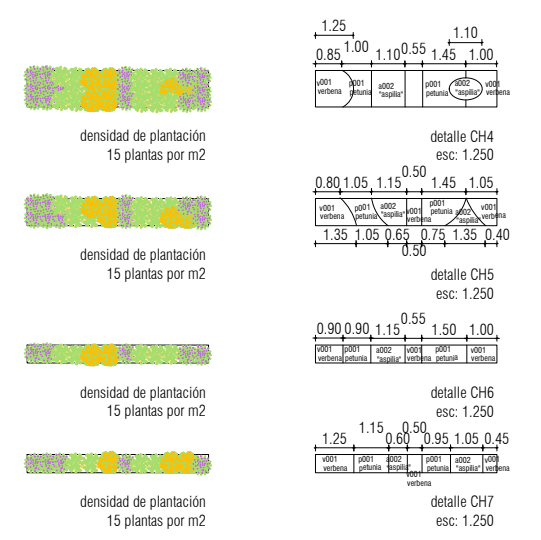 1.25
1.10
0.85 1.00 1.10 0.55 1.45 1.00
v001 verbena
p001 petunia
a002 "aspilia"
p001 petunia
a002 "aspilia"
v001 verbena
densidad de plantación
15 plantas por m2
detalle CH4
esc: 1.250
0.50
0.80 1.05 1.15 1.45 1.05
v001 verbena
p001 petunia
a002 "aspilia"
v001 verbena
p001 petunia
a002 "aspilia"
v001 verbena
1.35 1.05 0.65 0.75 1.35 0.40
0.50
densidad de plantación
15 plantas por m2
detalle CH5
esc: 1.250
0.55
0.90 0.90 1.15 1.50 1.00
v001 verbena
p001 petunia
a002 "aspilia"
v001 verbena
p001 petunia
v001 verbena
densidad de plantación
15 plantas por m2
detalle CH6
esc: 1.250
1.15 0.50
1.25 0.60 0.95 1.05 0.45
v001 verbena
p001 petunia
a002 "aspilia"
v001 verbena
p001 petunia
a002 "aspilia"
v001 verbena
densidad de plantación
15 plantas por m2
detalle CH7
esc: 1.250